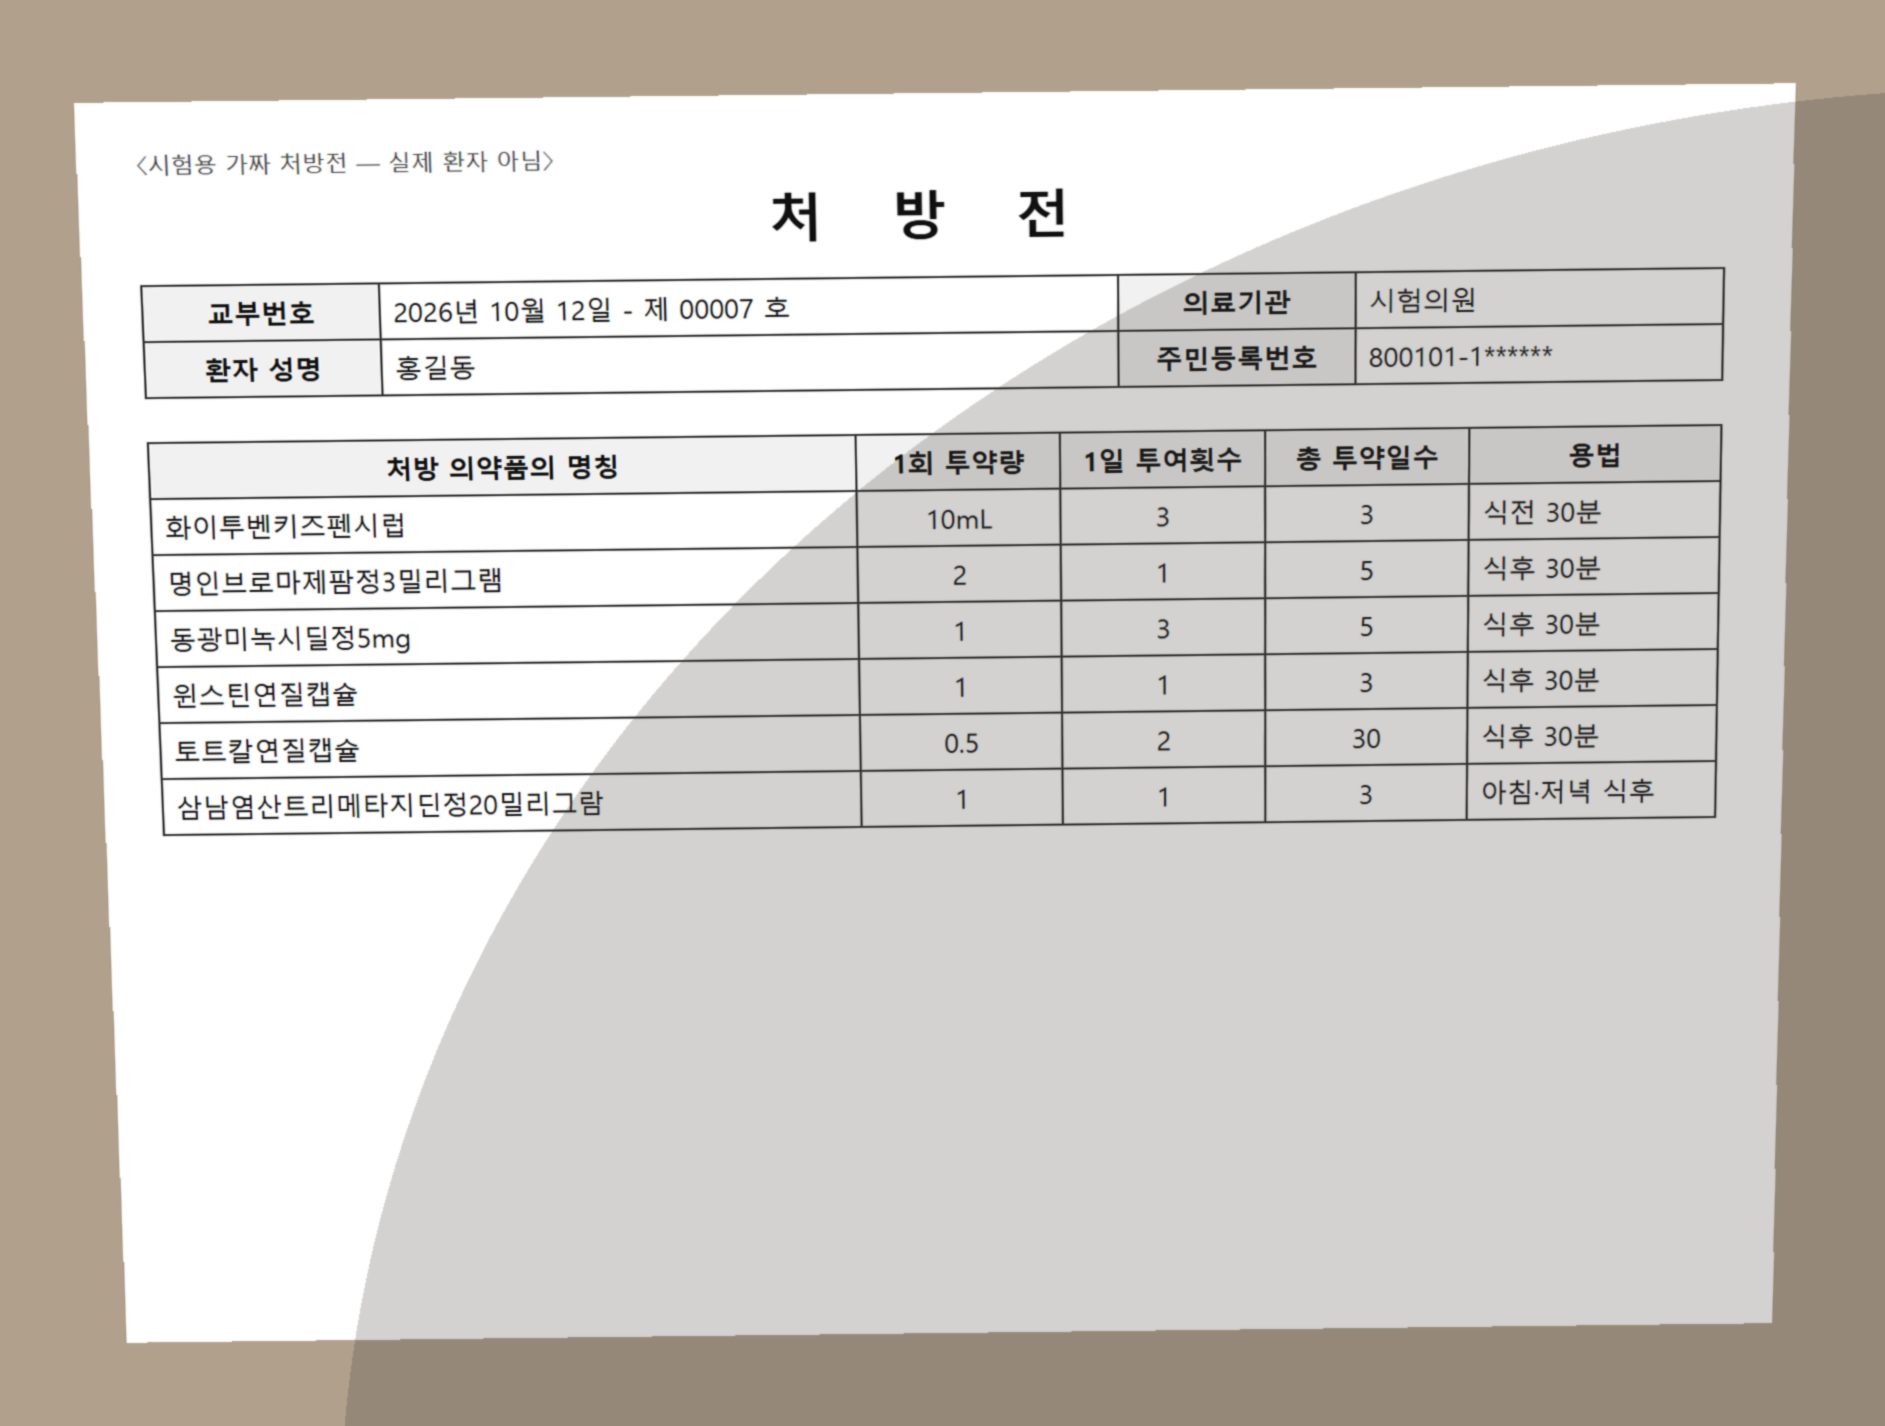 〈시험용 가짜 처방전 — 실제 환자 아님〉
처 방 전
교부번호 2026년 10월 12일 - 제 00007 호 의료기관 시험의원
환자 성명 홍길동 주민등록번호 800101-1******
처방 의약품의 명칭 1회 투약량 1일 투여횟수 총 투약일수 용법
화이투벤키즈펜시럽 10mL 3 3 식전 30분
명인브로마제팜정3밀리그램 2 1 5 식후 30분
동광미녹시딜정5mg 1 3 5 식후 30분
윈스틴연질캡슐 1 1 3 식후 30분
토트칼연질캡슐 0.5 2 30 식후 30분
삼남염산트리메타지딘정20밀리그람 1 1 3 아침·저녁 식후